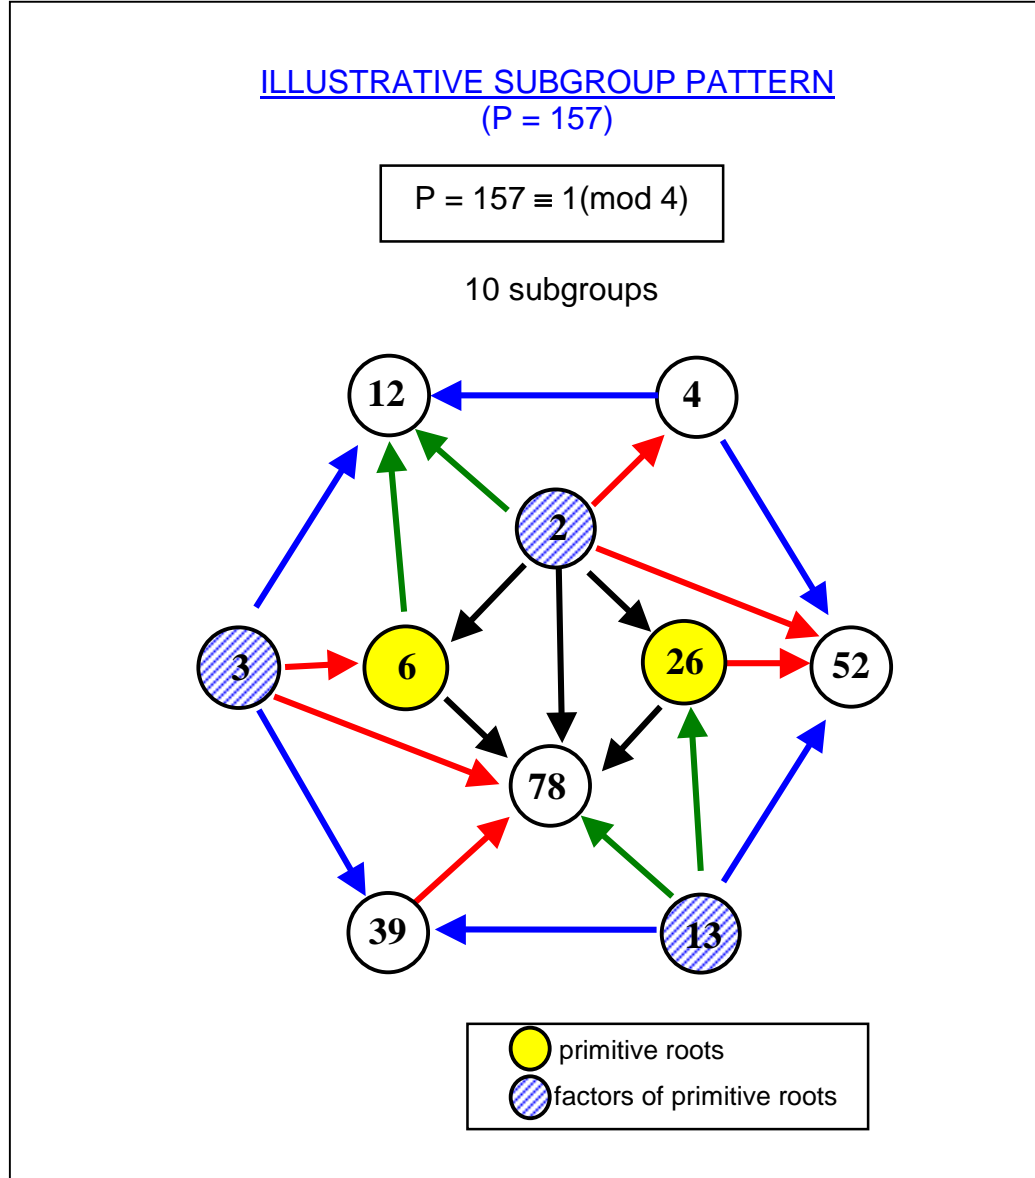 ILLUSTRATIVE SUBGROUP PATTERN
(P = 157)
P = 157 ≡ 1(mod 4)
10 subgroups
12
4
2
3
6
26
52
78
39
13
primitive roots
factors of primitive roots